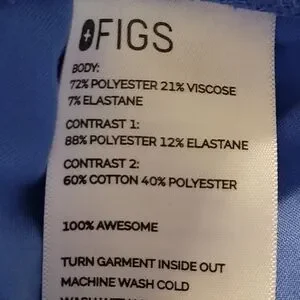 FIGS
BODY:
72% POLYESTER 21% VISCOSE
7% ELASTANE
CONTRAST 1:
88% POLYESTER 12% ELASTANE
CONTRAST 2:
60% COTTON 40% POLYESTER
100% AWESOME
TURN GARMENT INSIDE OUT
MACHINE WASH COLD